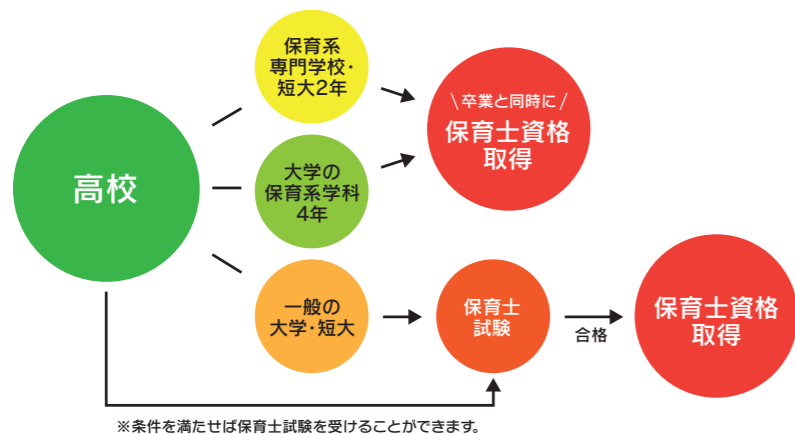 高校
保育系
専門学校・
短大2年
大学の
保育系学科
4年
一般の
大学・短大
\卒業と同時に/
保育士資格
取得
保育士
試験
合格
保育士資格
取得
※条件を満たせば保育士試験を受けることができます。